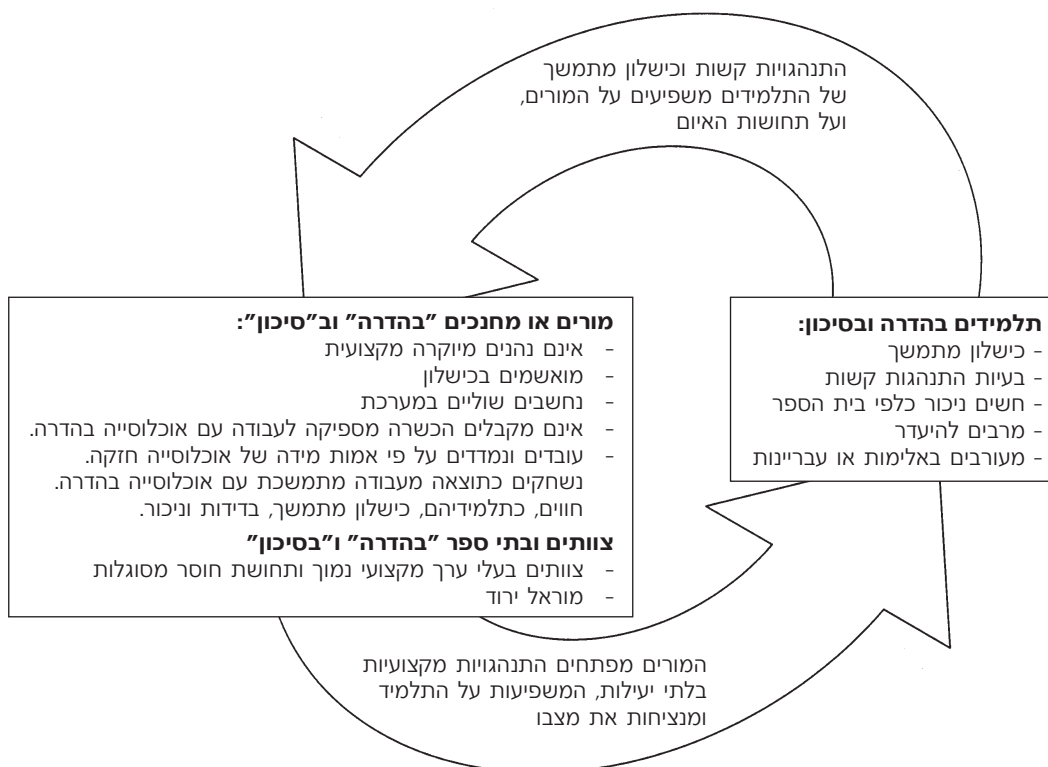 התנהגויות קשות וכישלון מתמשך
של התלמידים משפיעים על המורים,
ועל תחושות האיום
תלמידים בהדרה ובסיכון:
- כישלון מתמשך
- בעיות התנהגות קשות
- חשים ניכור כלפי בית הספר
- מרבים להיעדר
- מעורבים באלימות או עבריינות
מורים או מחנכים "בהדרה" וב"סיכון":
- אינם נהנים מיוקרה מקצועית
- מואשמים בכישלון
- נחשבים שוליים במערכת
- אינם מקבלים הכשרה מספיקה לעבודה עם אוכלוסייה בהדרה.
- עובדים ונמדדים על פי אמות מידה של אוכלוסייה חזקה.
נשחקים כתוצאה מעבודה מתמשכת עם אוכלוסייה בהדרה.
חווים, כתלמידיהם, כישלון מתמשך, בדידות וניכור.
צוותים ובתי ספר "בהדרה" ו"בסיכון"
- צוותים בעלי ערך מקצועי נמוך ותחושת חוסר מסוגלות
- מוראל ירוד
המורים מפתחים התנהגויות מקצועיות
בלתי יעילות, המשפיעות על התלמיד
ומנציחות את מצבו